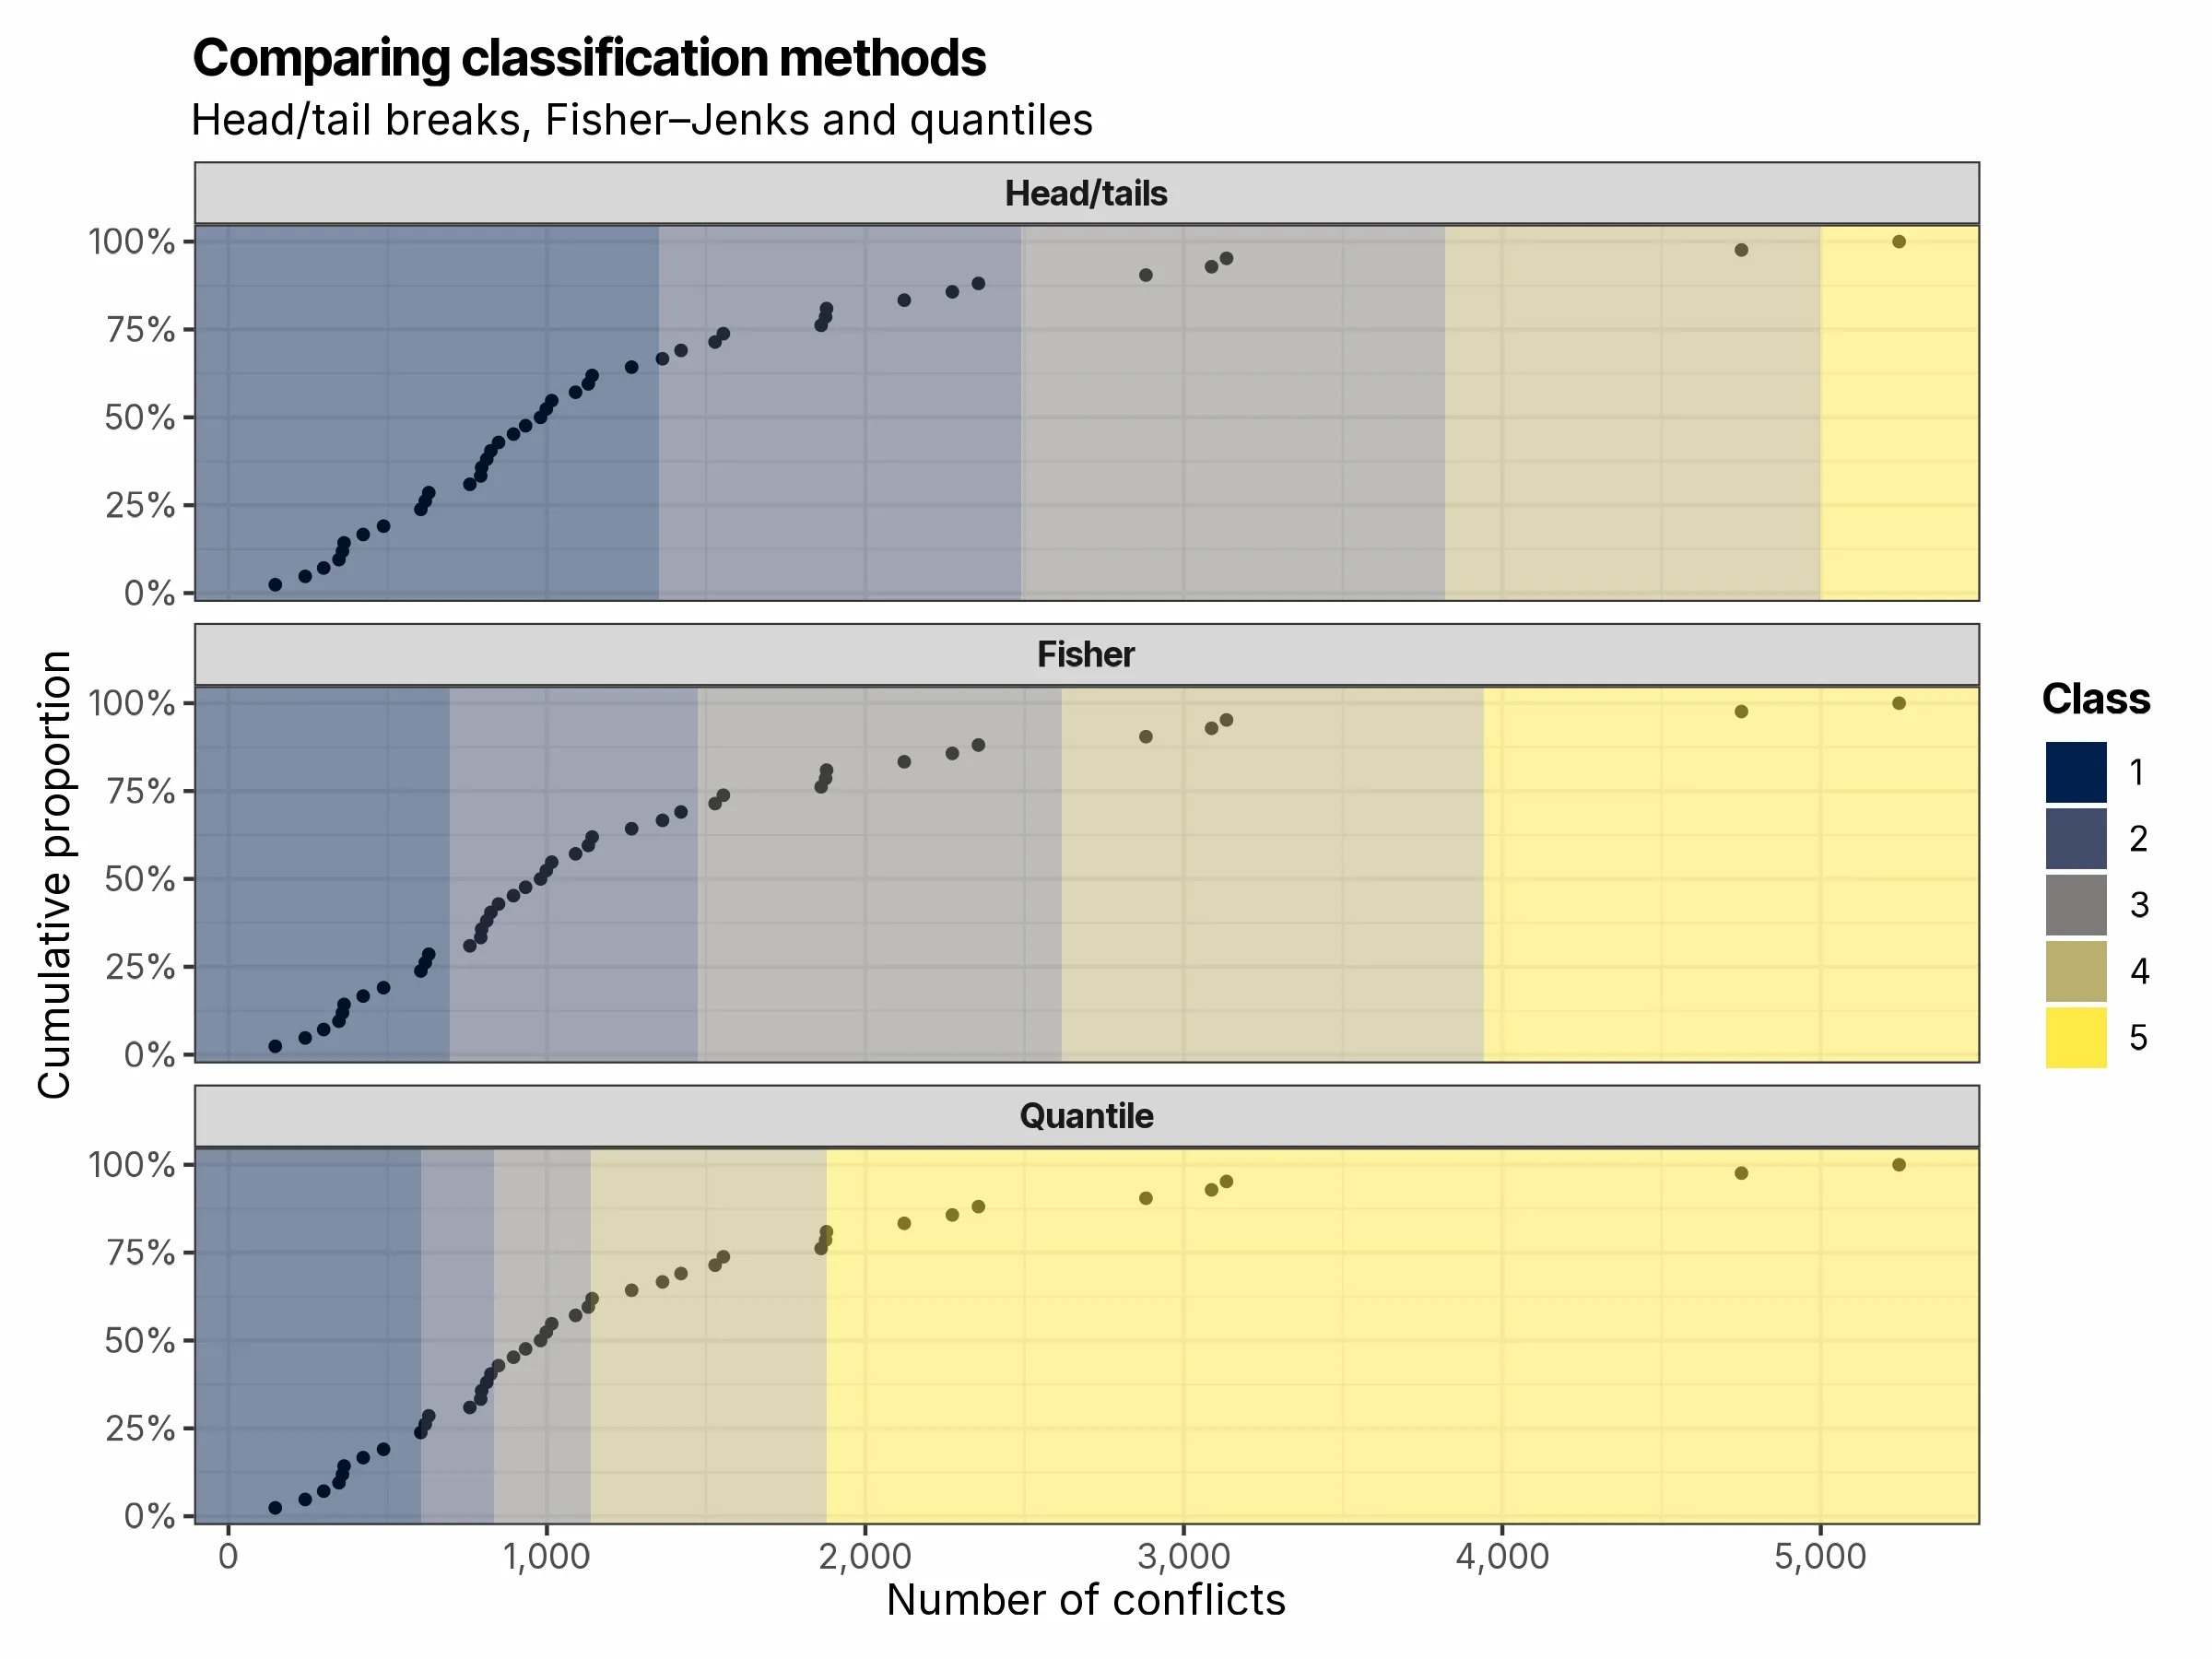 Comparing classification methods
Head/tail breaks, Fisher–Jenks and quantiles
Head/tails
100%
75%
50%
25%
0%
Fisher
100%
75%
50%
25%
0%
Quantile
100%
75%
50%
25%
0%
0 1,000 2,000 3,000 4,000 5,000
Number of conflicts
Cumulative proportion
Class
1
2
3
4
5